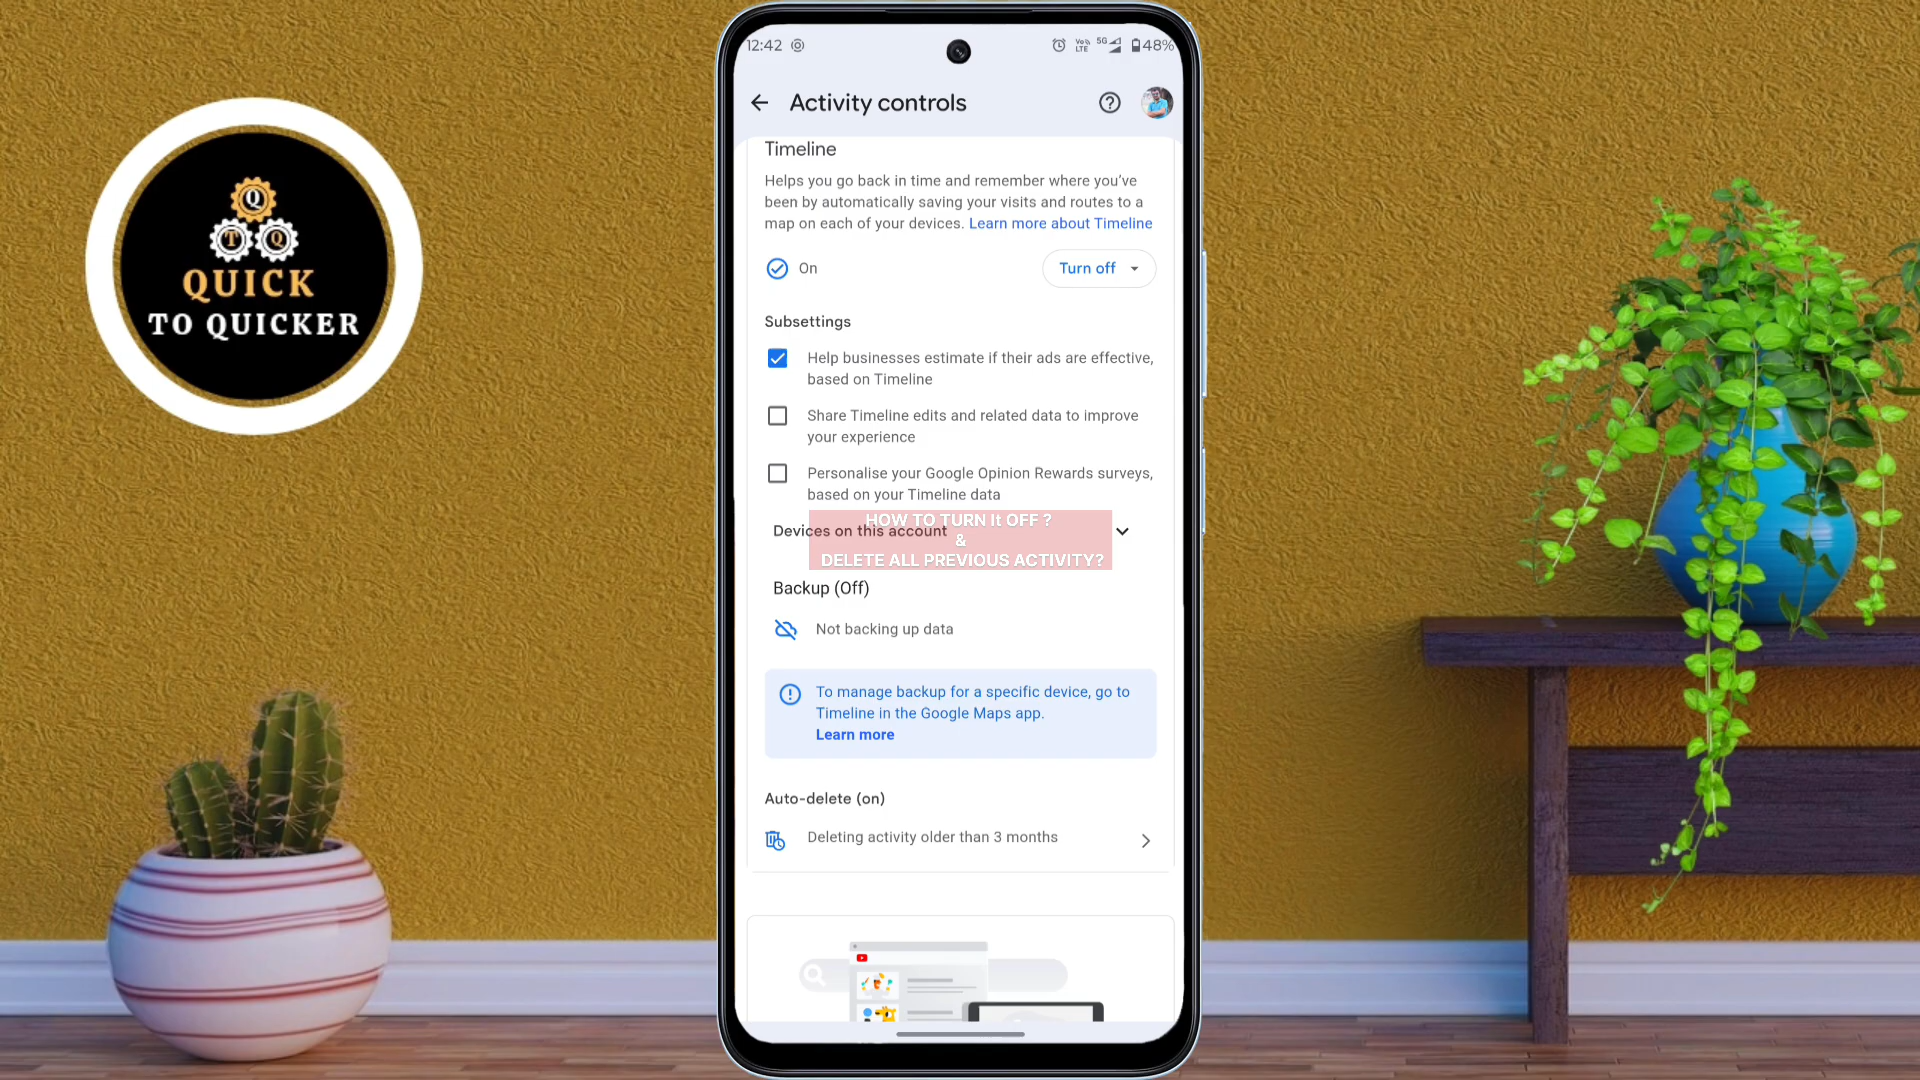 12:42
Vo))
LTE
5G
48%
Activity controls
Timeline
Helps you go back in time and remember where you've
been by automatically saving your visits and routes to a
map on each of your devices. Learn more about Timeline
On
Turn off
Subsettings
Help businesses estimate if their ads are effective,
based on Timeline
Share Timeline edits and related data to improve
your experience
Personalise your Google Opinion Rewards surveys,
based on your Timeline data
Devices on this account
HOW TO TURN It OFF ?
&
DELETE ALL PREVIOUS ACTIVITY?
Backup (Off)
Not backing up data
To manage backup for a specific device, go to
Timeline in the Google Maps app.
Learn more
Auto-delete (on)
Deleting activity older than 3 months
Q
T Q
QUICK
TO QUICKER